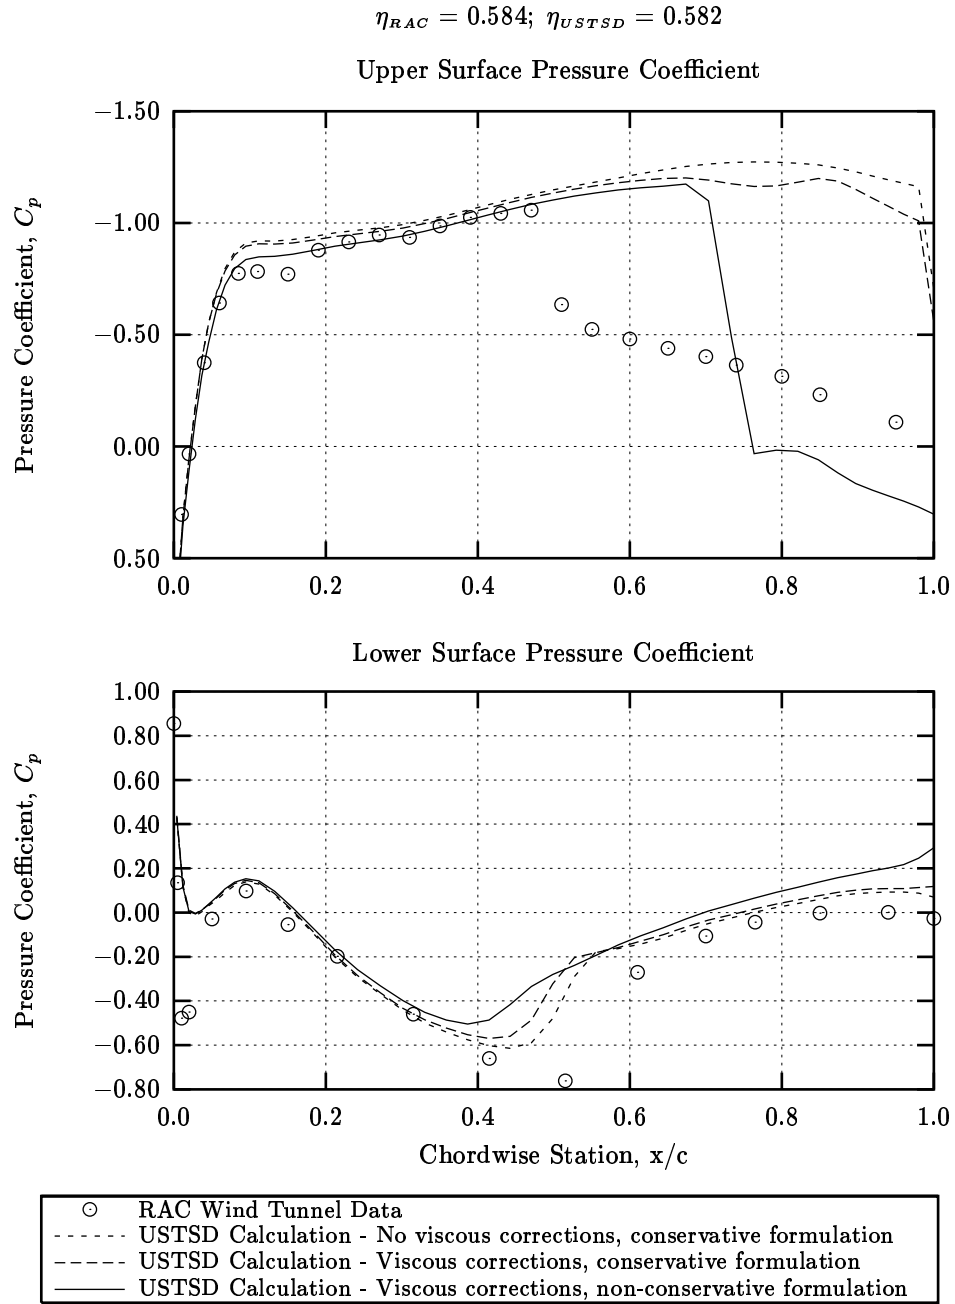 η_RAC = 0.584; η_USTSD = 0.582
Upper Surface Pressure Coefficient
Pressure Coefficient, C_p
−1.50
−1.00
−0.50
0.00
0.50
0.0 0.2 0.4 0.6 0.8 1.0
Lower Surface Pressure Coefficient
Pressure Coefficient, C_p
1.00
0.80
0.60
0.40
0.20
0.00
−0.20
−0.40
−0.60
−0.80
0.0 0.2 0.4 0.6 0.8 1.0
Chordwise Station, x/c
RAC Wind Tunnel Data
USTSD Calculation - No viscous corrections, conservative formulation
USTSD Calculation - Viscous corrections, conservative formulation
USTSD Calculation - Viscous corrections, non-conservative formulation